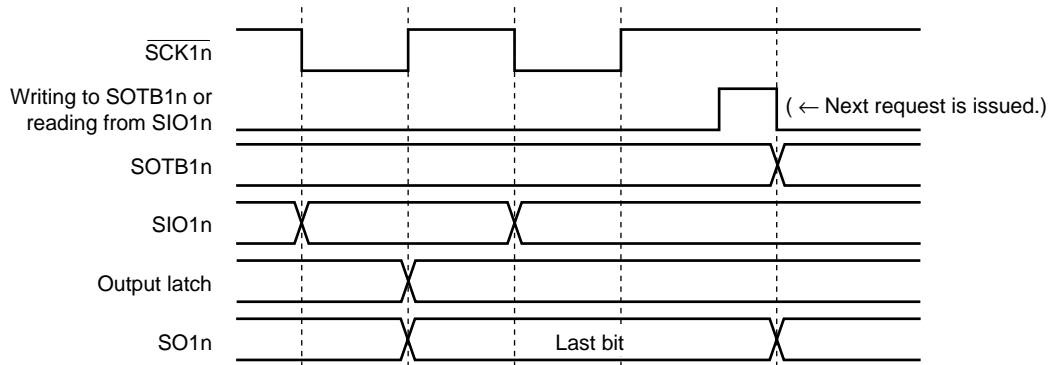 SCK1n
Writing to SOTB1n or
reading from SIO1n
( ← Next request is issued.)
SOTB1n
SIO1n
Output latch
SO1n
Last bit